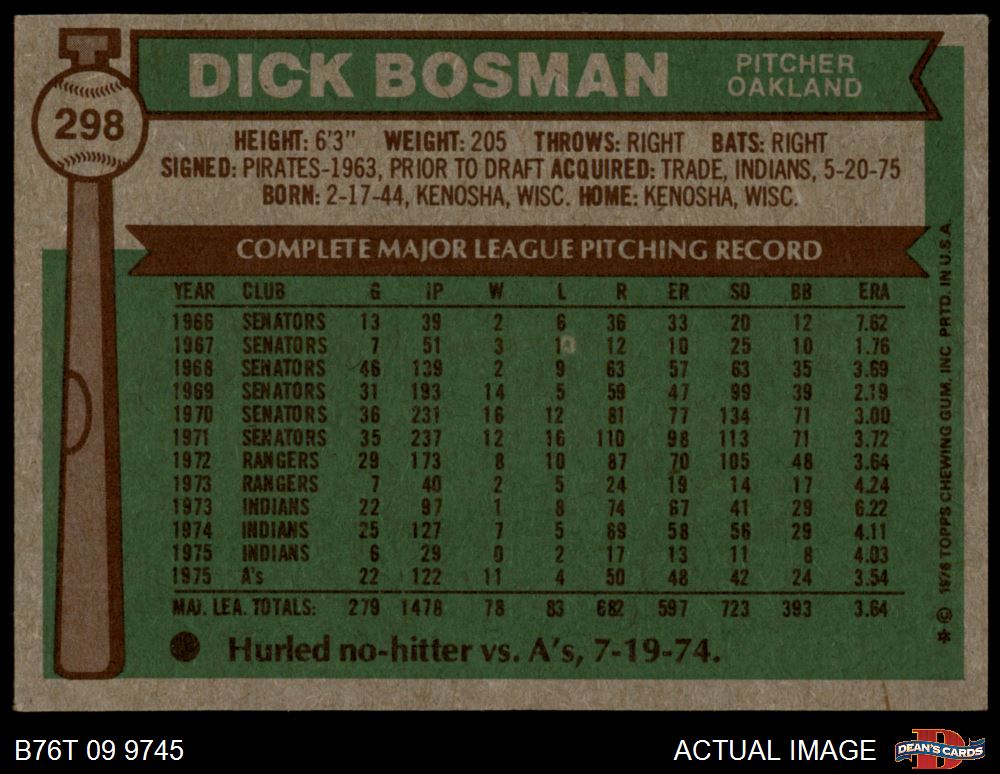 298
DICK BOSMAN
PITCHER
OAKLAND
HEIGHT: 6'3" WEIGHT: 205 THROWS: RIGHT BATS: RIGHT
SIGNED: PIRATES-1963, PRIOR TO DRAFT ACQUIRED: TRADE, INDIANS, 5-20-75
BORN: 2-17-44, KENOSHA, WISC. HOME: KENOSHA, WISC.
COMPLETE MAJOR LEAGUE PITCHING RECORD
YEAR CLUB G IP W L R ER SO BB ERA
1966 SENATORS 13 39 2 6 36 33 20 12 7.62
1967 SENATORS 7 51 3 1 12 10 25 10 1.76
1968 SENATORS 46 139 2 9 63 57 63 35 3.69
1969 SENATORS 31 193 14 5 59 47 99 39 2.19
1970 SENATORS 36 231 16 12 81 77 134 71 3.00
1971 SENATORS 35 237 12 16 110 98 113 71 3.72
1972 RANGERS 29 173 8 10 87 70 105 48 3.64
1973 RANGERS 7 40 2 5 24 19 14 17 4.24
1973 INDIANS 22 97 1 8 74 67 41 29 6.22
1974 INDIANS 25 127 7 5 69 58 56 29 4.11
1975 INDIANS 6 29 0 2 17 13 11 8 4.03
1975 A's 22 122 11 4 50 48 42 24 3.54
MAJ. LEA. TOTALS: 279 1478 78 83 682 597 723 393 3.64
Hurled no-hitter vs. A's, 7-19-74.
* © 1976 TOPPS CHEWING GUM, INC PRTD. IN U.S.A.
B76T 09 9745
ACTUAL IMAGE
D
DEAN'S CARDS